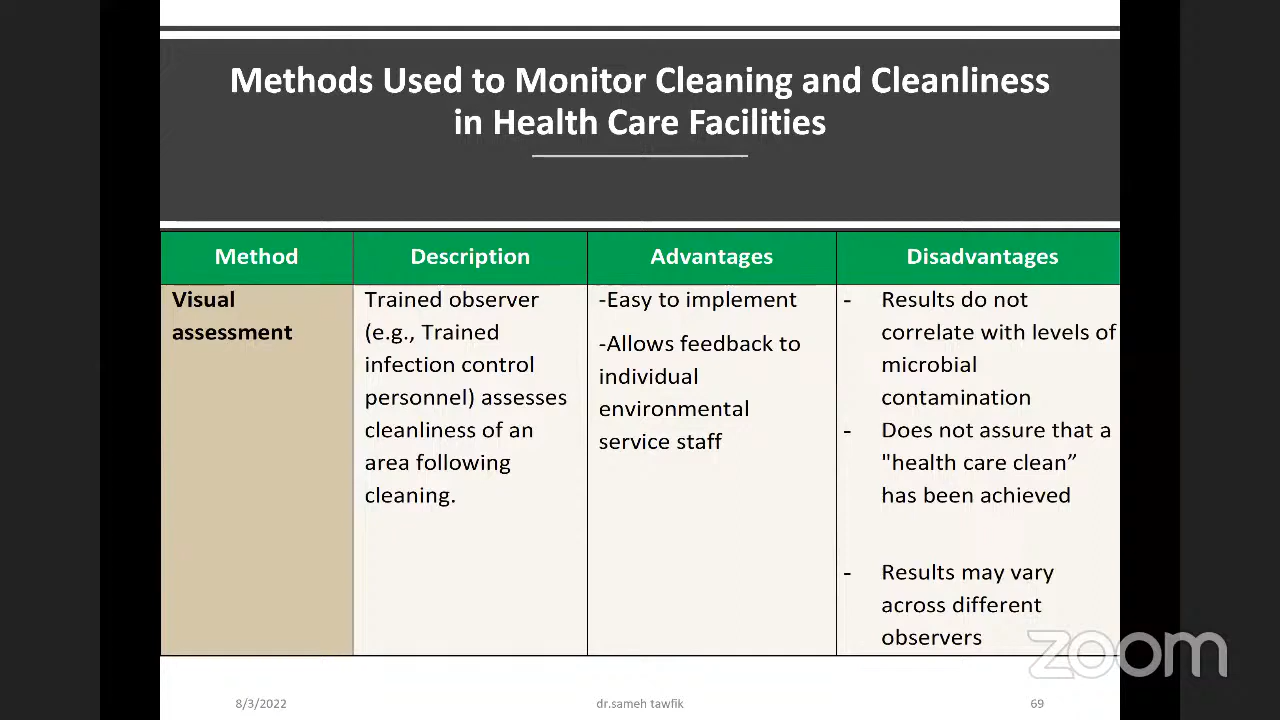 Methods Used to Monitor Cleaning and Cleanliness
in Health Care Facilities
Method
Description
Advantages
Disadvantages
Visual
assessment
Trained observer
(e.g., Trained
infection control
personnel) assesses
cleanliness of an
area following
cleaning.
-Easy to implement
-Allows feedback to
individual
environmental
service staff
- Results do not
correlate with levels of
microbial
contamination
- Does not assure that a
"health care clean”
has been achieved
- Results may vary
across different
observers
zoom
8/3/2022
dr.sameh tawfik
69